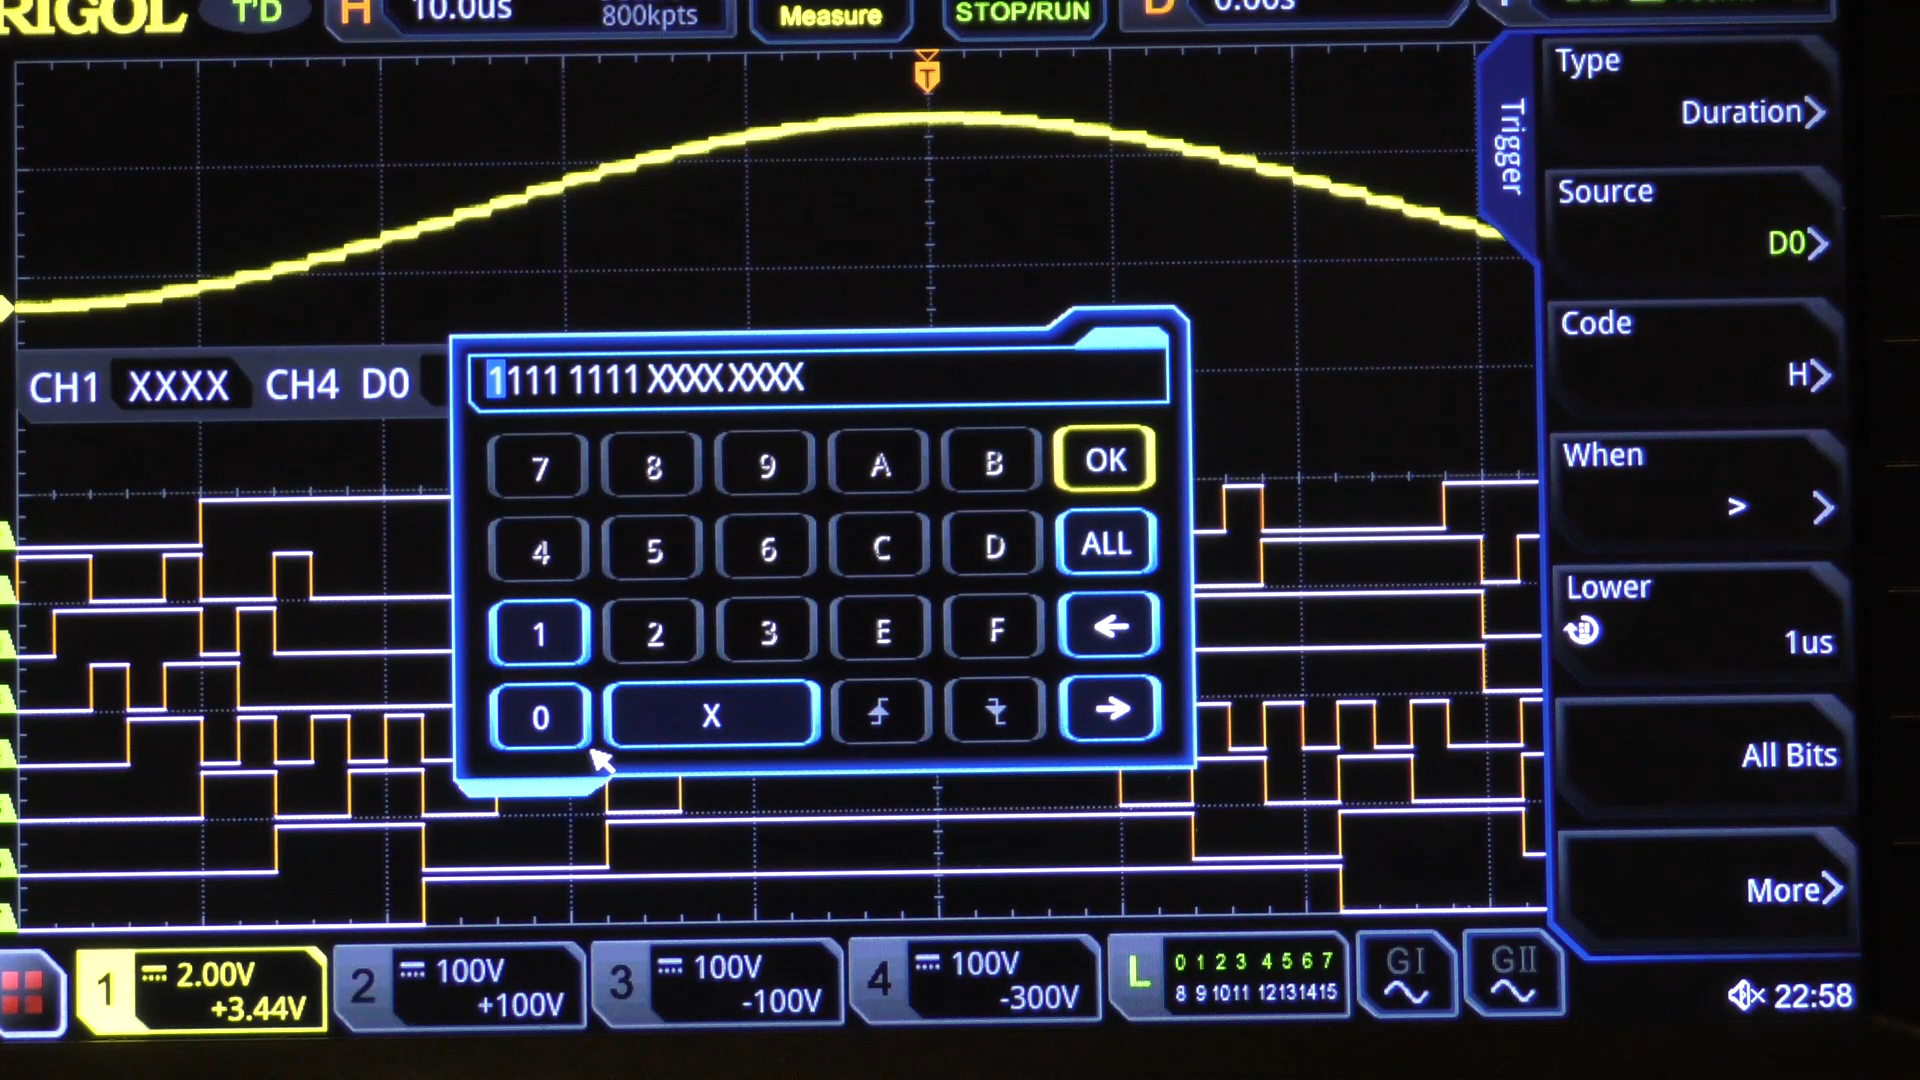 RIGOL T'D H 10.0us 800kpts Measure STOP/RUN D 0.00s
T
Trigger
Type
Duration
Source
D0
Code
H
When
>
Lower
1us
All Bits
More
CH1 XXXX CH4 D0
1111 1111 XXXX XXXX
7 8 9 A B OK
4 5 6 C D ALL
1 2 3 E F ←
0 X →
1 2.00V
+3.44V
2 100V
+100V
3 100V
-100V
4 100V
-300V
L 0 1 2 3 4 5 6 7
8 9 10 11 12 13 14 15
GI GII
22:58